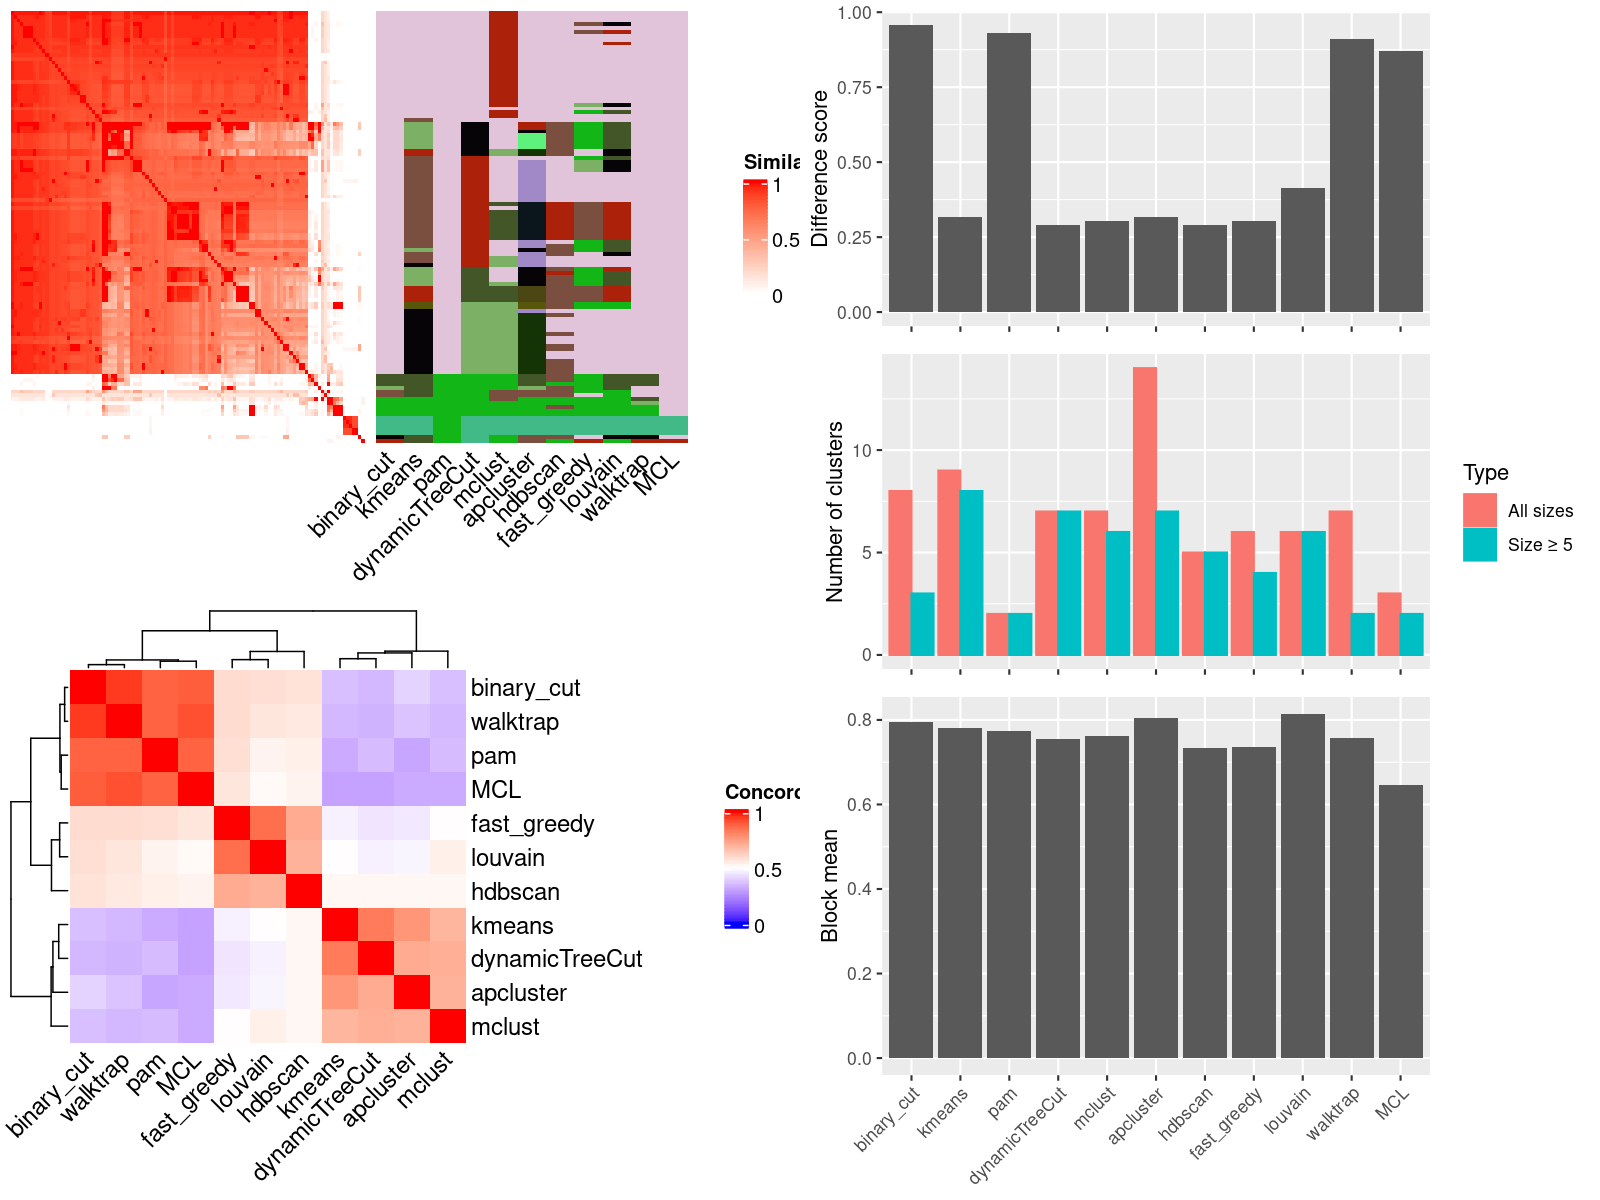 Simila
1
0.5
0
binary_cut
kmeans
pam
dynamicTreeCut
mclust
apcluster
hdbscan
fast_greedy
louvain
walktrap
MCL
binary_cut
walktrap
pam
MCL
fast_greedy
louvain
hdbscan
kmeans
dynamicTreeCut
apcluster
mclust
binary_cut
walktrap
pam
MCL
fast_greedy
louvain
hdbscan
kmeans
dynamicTreeCut
apcluster
mclust
Concord
1
0.5
0
Difference score
1.00
0.75
0.50
0.25
0.00
Number of clusters
10
5
0
Type
All sizes
Size ≥ 5
Block mean
0.8
0.6
0.4
0.2
0.0
binary_cut
kmeans
pam
dynamicTreeCut
mclust
apcluster
hdbscan
fast_greedy
louvain
walktrap
MCL